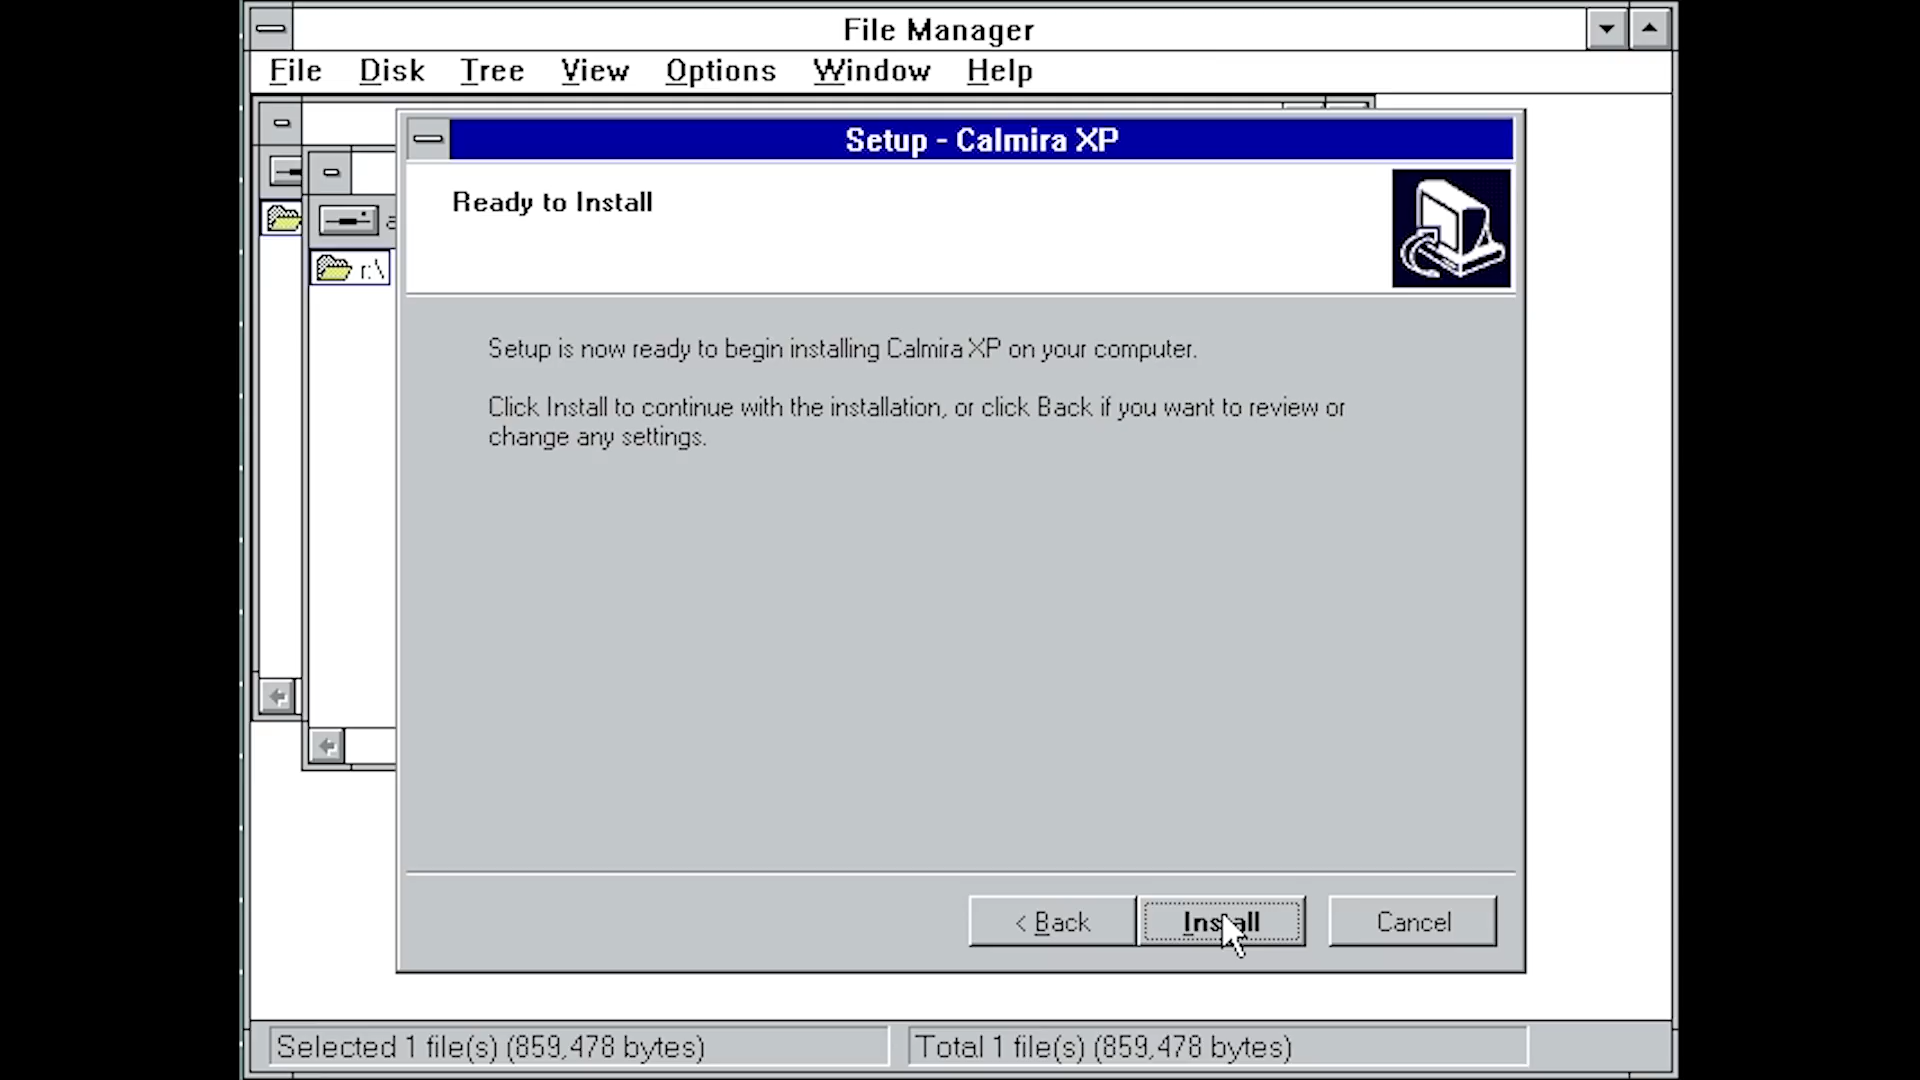 File Manager
File Disk Tree View Options Window Help
Setup - Calmira XP
Ready to Install
r:\
Setup is now ready to begin installing Calmira XP on your computer.
Click Install to continue with the installation, or click Back if you want to review or
change any settings.
< Back Install Cancel
Selected 1 file(s) (859,478 bytes) Total 1 file(s) (859,478 bytes)